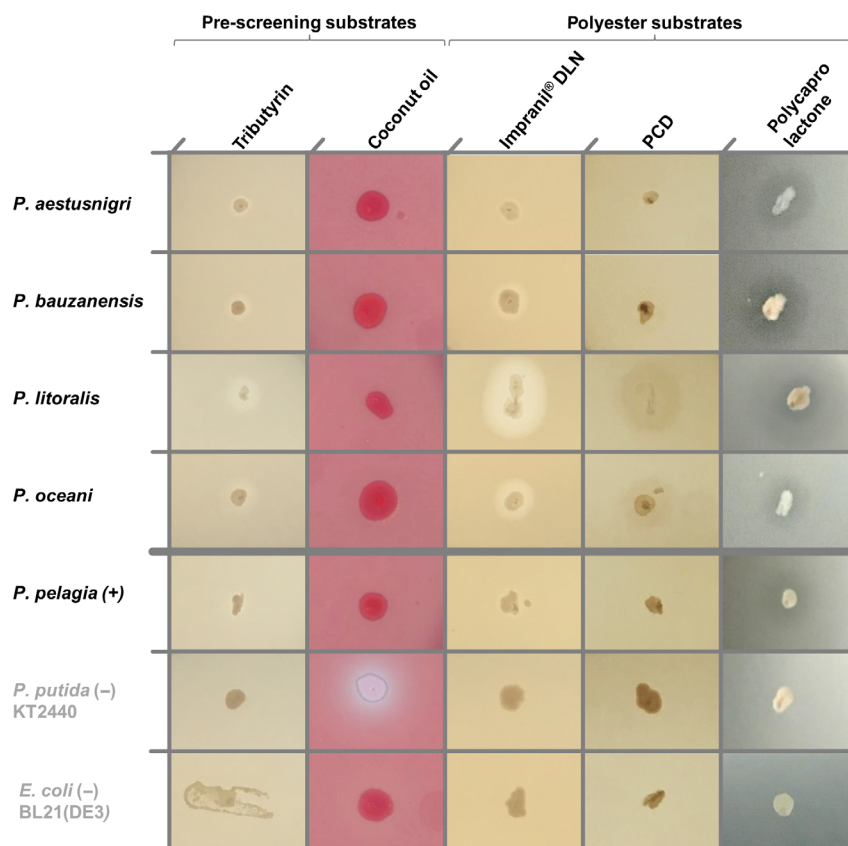 Pre-screening substrates
Polyester substrates
Tributyrin
Coconut oil
Impranil® DLN
PCD
Polycapro
lactone
P. aestusnigri
P. bauzanensis
P. litoralis
P. oceani
P. pelagia (+)
P. putida (–)
KT2440
E. coli (–)
BL21(DE3)